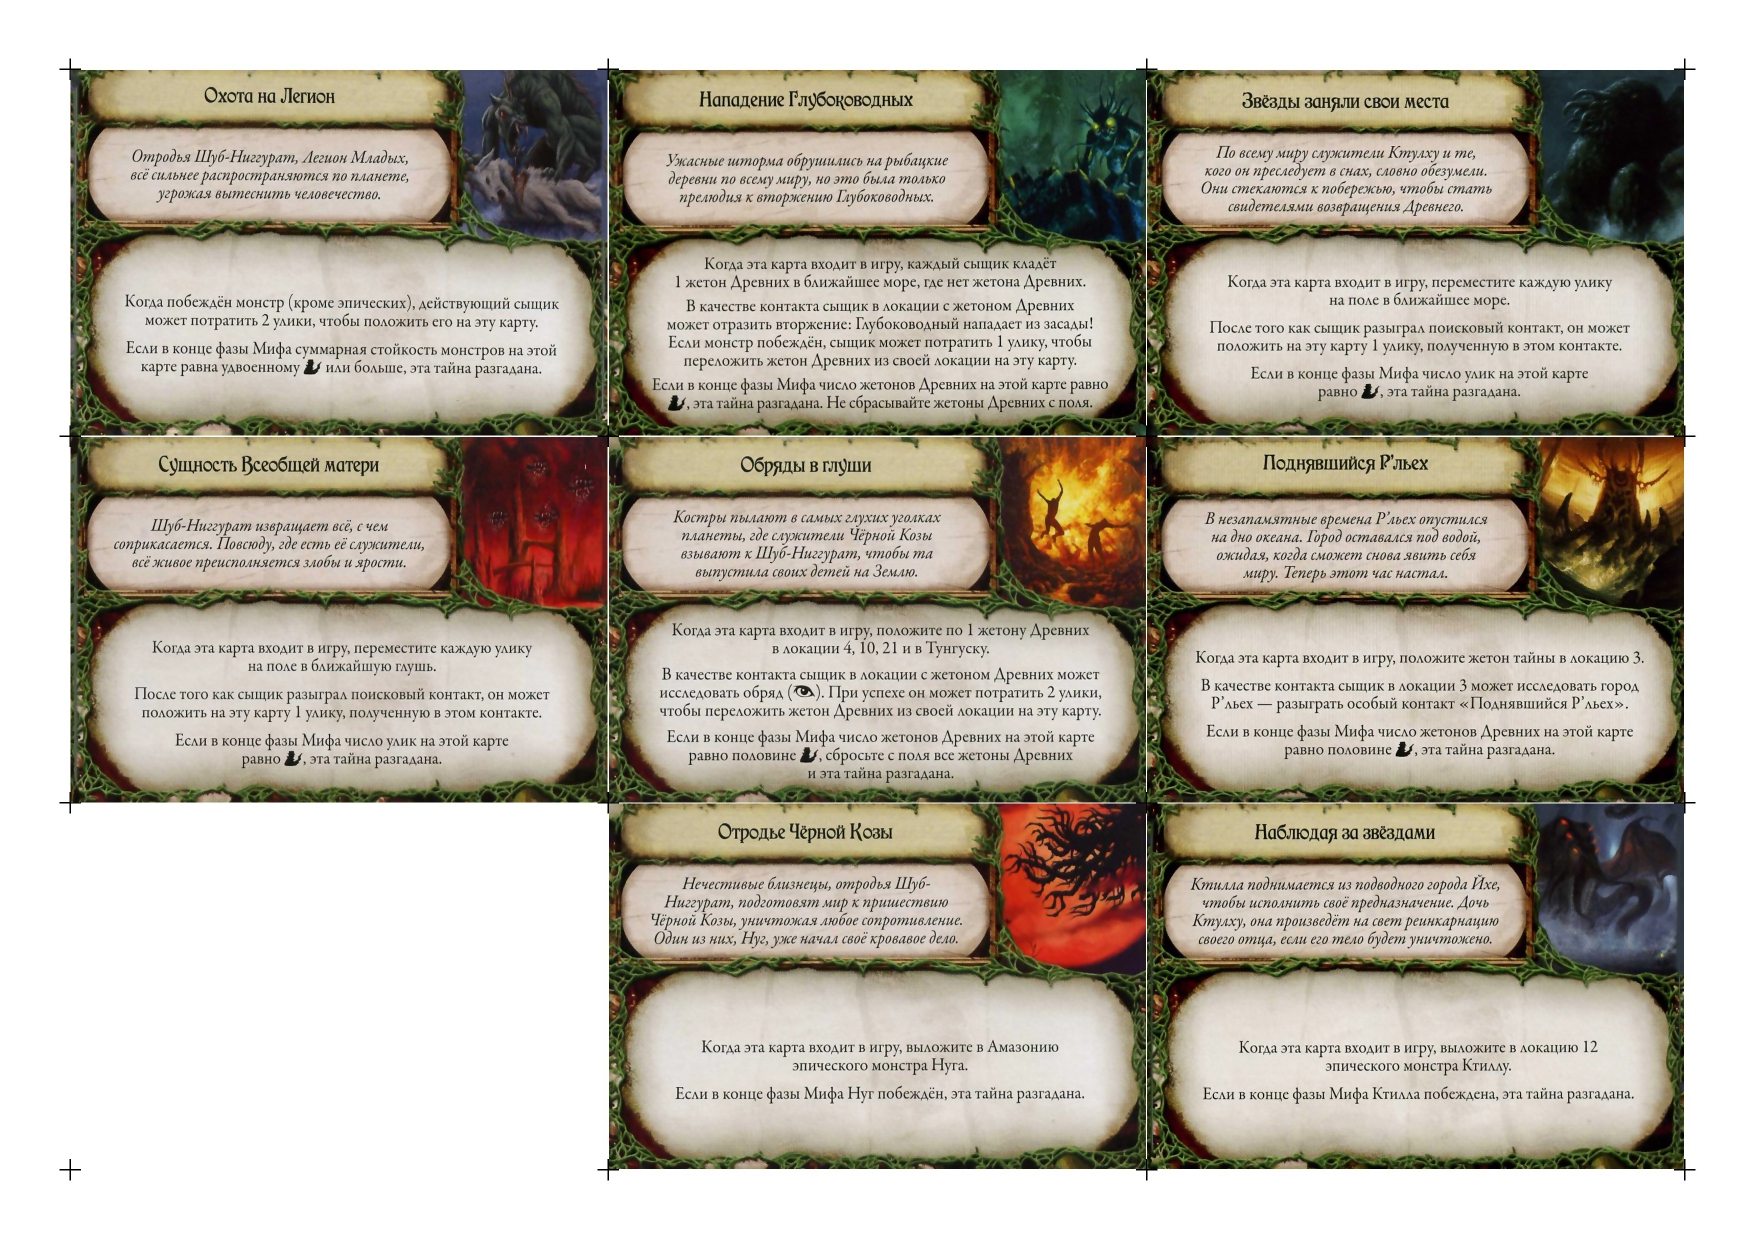 Охота на Легион
Отродья Шуб-Ниггурат, Легион Младых,
всё сильнее распространяются по планете,
угрожая вытеснить человечество.
Когда побеждён монстр (кроме эпических), действующий сыщик
может потратить 2 улики, чтобы положить его на эту карту.
Если в конце фазы Мифа суммарная стойкость монстров на этой
карте равна удвоенному или больше, эта тайна разгадана.
Нападение Глубоководных
Ужасные шторма обрушились на рыбацкие
деревни по всему миру, но это была только
прелюдия к вторжению Глубоководных.
Когда эта карта входит в игру, каждый сыщик кладёт
1 жетон Древних в ближайшее море, где нет жетона Древних.
В качестве контакта сыщик в локации с жетоном Древних
может отразить вторжение: Глубоководный нападает из засады!
Если монстр побеждён, сыщик может потратить 1 улику, чтобы
переложить жетон Древних из своей локации на эту карту.
Если в конце фазы Мифа число жетонов Древних на этой карте равно
, эта тайна разгадана. Не сбрасывайте жетоны Древних с поля.
Звёзды заняли свои места
По всему миру служители Ктулху и те,
кого он преследует в снах, словно обезумели.
Они стекаются к побережью, чтобы стать
свидетелями возвращения Древнего.
Когда эта карта входит в игру, переместите каждую улику
на поле в ближайшее море.
После того как сыщик разыграл поисковый контакт, он может
положить на эту карту 1 улику, полученную в этом контакте.
Если в конце фазы Мифа число улик на этой карте
равно , эта тайна разгадана.
Сущность Всеобщей матери
Шуб-Ниггурат извращает всё, с чем
соприкасается. Повсюду, где есть её служители,
всё живое преисполняется злобы и ярости.
Когда эта карта входит в игру, переместите каждую улику
на поле в ближайшую глушь.
После того как сыщик разыграл поисковый контакт, он может
положить на эту карту 1 улику, полученную в этом контакте.
Если в конце фазы Мифа число улик на этой карте
равно , эта тайна разгадана.
Обряды в глуши
Костры пылают в самых глухих уголках
планеты, где служители Чёрной Козы
взывают к Шуб-Ниггурат, чтобы та
выпустила своих детей на Землю.
Когда эта карта входит в игру, положите по 1 жетону Древних
в локации 4, 10, 21 и в Тунгуску.
В качестве контакта сыщик в локации с жетоном Древних может
исследовать обряд ( ). При успехе он может потратить 2 улики,
чтобы переложить жетон Древних из своей локации на эту карту.
Если в конце фазы Мифа число жетонов Древних на этой карте
равно половине , сбросьте с поля все жетоны Древних
и эта тайна разгадана.
Поднявшийся Р’льех
В незапамятные времена Р’льех опустился
на дно океана. Город оставался под водой,
ожидая, когда сможет снова явить себя
миру. Теперь этот час настал.
Когда эта карта входит в игру, положите жетон тайны в локацию 3.
В качестве контакта сыщик в локации 3 может исследовать город
Р’льех — разыграть особый контакт «Поднявшийся Р’льех».
Если в конце фазы Мифа число жетонов Древних на этой карте
равно половине , эта тайна разгадана.
Отродье Чёрной Козы
Нечестивые близнецы, отродья Шуб-
Ниггурат, подготовят мир к пришествию
Чёрной Козы, уничтожая любое сопротивление.
Один из них, Нуг, уже начал своё кровавое дело.
Когда эта карта входит в игру, выложите в Амазонию
эпического монстра Нуга.
Если в конце фазы Мифа Нуг побеждён, эта тайна разгадана.
Наблюдая за звёздами
Ктилла поднимается из подводного города Йхе,
чтобы исполнить своё предназначение. Дочь
Ктулху, она произведёт на свет реинкарнацию
своего отца, если его тело будет уничтожено.
Когда эта карта входит в игру, выложите в локацию 12
эпического монстра Ктиллу.
Если в конце фазы Мифа Ктилла побеждена, эта тайна разгадана.